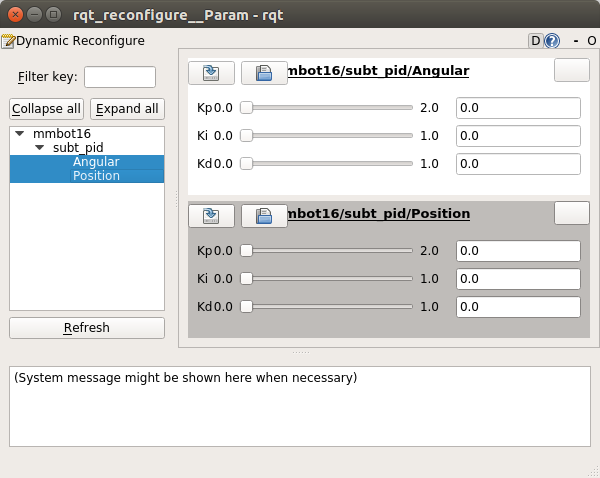 rqt_reconfigure__Param - rqt
Dynamic Reconfigure
D
?
- O
Filter key:
Collapse all
Expand all
mmbot16
subt_pid
Angular
Position
Refresh
mbot16/subt_pid/Angular
Kp 0.0 2.0 0.0
Ki 0.0 1.0 0.0
Kd 0.0 1.0 0.0
mbot16/subt_pid/Position
Kp 0.0 2.0 0.0
Ki 0.0 1.0 0.0
Kd 0.0 1.0 0.0
(System message might be shown here when necessary)